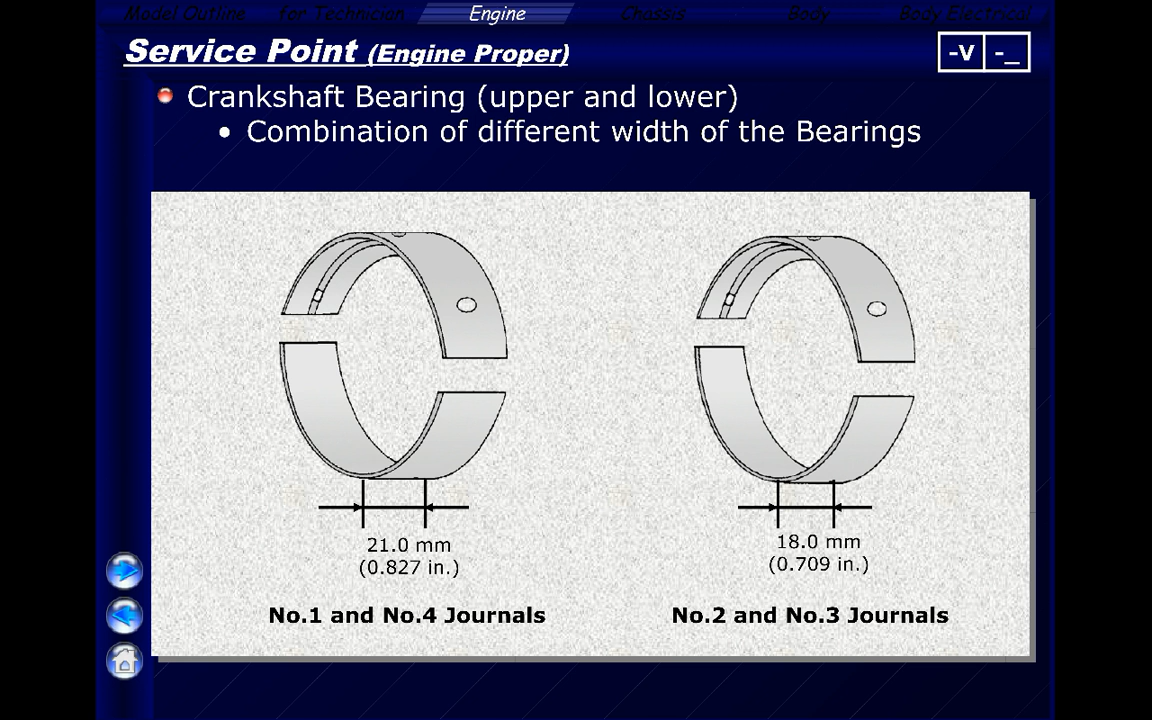 Model Outline for Technician Engine Chassis Body Body Electrical
Service Point (Engine Proper)
-V -_
Crankshaft Bearing (upper and lower)
• Combination of different width of the Bearings
21.0 mm
(0.827 in.)
18.0 mm
(0.709 in.)
No.1 and No.4 Journals
No.2 and No.3 Journals